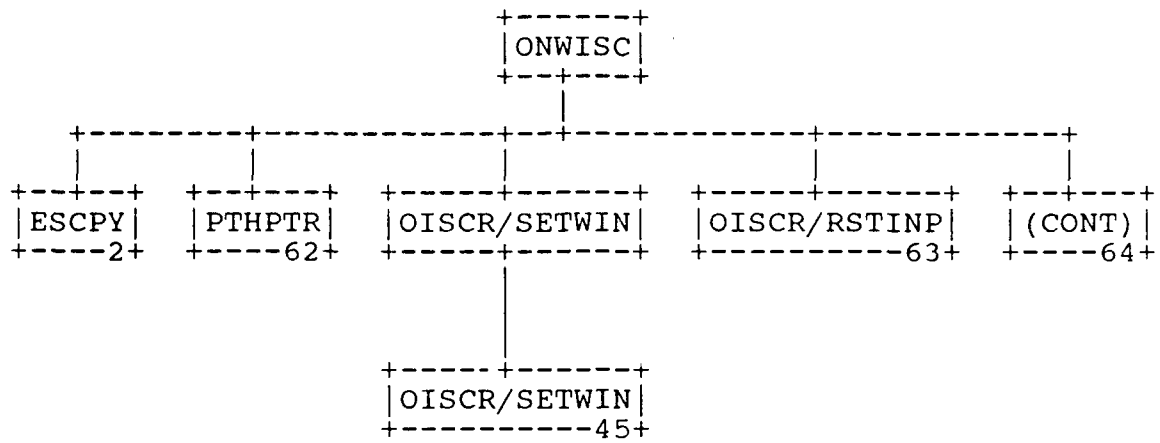 ONWISC
ESCPY PTHPTR OISCR/SETWIN OISCR/RSTINP (CONT)
2 62 63 64
OISCR/SETWIN
45